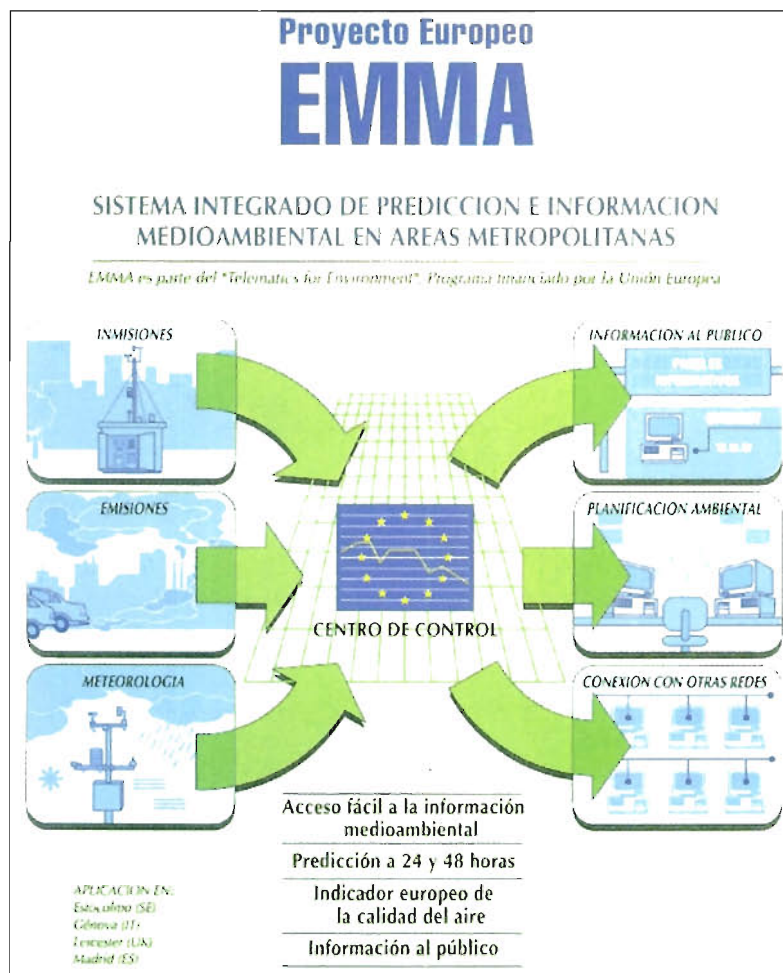 Proyecto Europeo
EMMA
SISTEMA INTEGRADO DE PREDICCION E INFORMACION
MEDIOAMBIENTAL EN AREAS METROPOLITANAS
EMMA es parte del "Telematics for Environment". Programa financiado por la Unión Europea
INMISIONES
EMISIONES
METEOROLOGIA
CENTRO DE CONTROL
INFORMACION AL PUBLICO
PLANIFICACIÓN AMBIENTAL
CONEXION CON OTRAS REDES
Acceso fácil a la información
medioambiental
Predicción a 24 y 48 horas
Indicador europeo de
la calidad del aire
Información al público
APLICACION EN:
Estocolmo (SE)
Génova (IT)
Leicester (UK)
Madrid (ES)